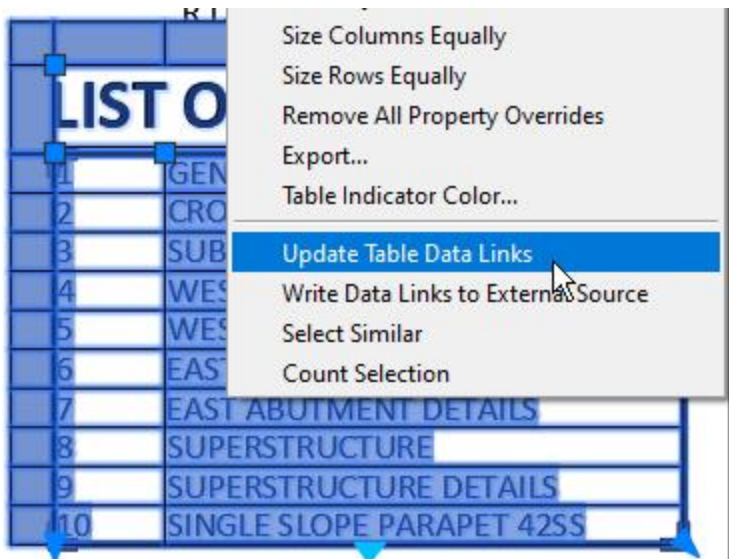 Size Columns Equally
LIST O
Size Rows Equally
Remove All Property Overrides
Export...
Table Indicator Color...
Update Table Data Links
Write Data Links to External Source
Select Similar
Count Selection
1 GEN
2 CRO
3 SUB
4 WES
5 WES
6 EAST
7 EAST ABUTMENT DETAILS
8 SUPERSTRUCTURE
9 SUPERSTRUCTURE DETAILS
10 SINGLE SLOPE PARAPET 42SS